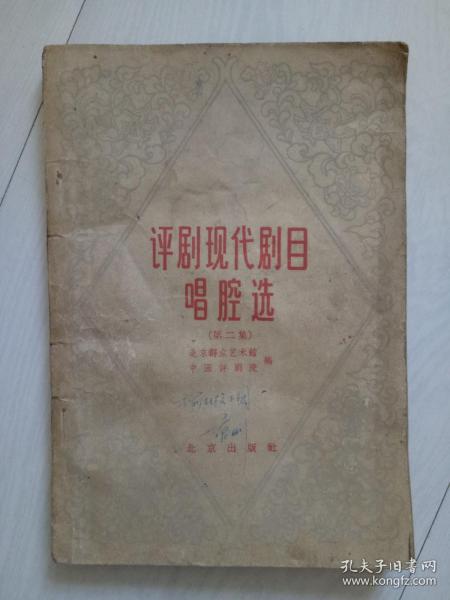 评剧现代剧目
唱腔选
(第二集)
北京群众艺术馆
中国评剧院
编
北京出版社
孔夫子旧书网
www.kongfz.com